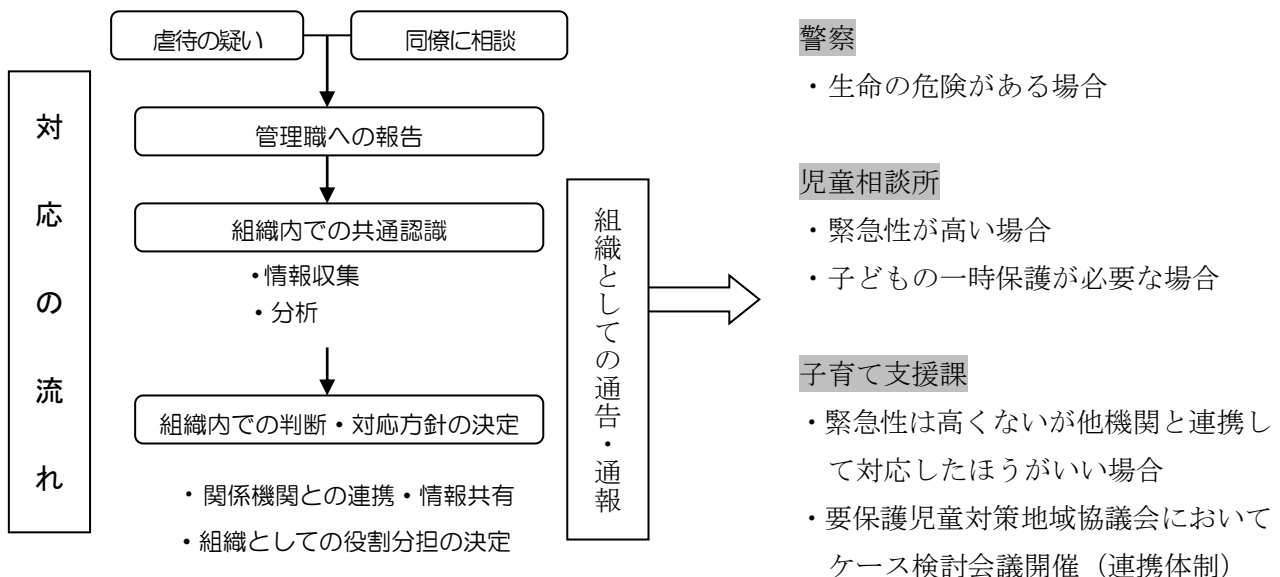 対応の流れ
虐待の疑い
同僚に相談
管理職への報告
組織内での共通認識
・情報収集
・分析
組織内での判断・対応方針の決定
・関係機関との連携・情報共有
・組織としての役割分担の決定
組織としての通告・通報
警察
・生命の危険がある場合
児童相談所
・緊急性が高い場合
・子どもの一時保護が必要な場合
子育て支援課
・緊急性は高くないが他機関と連携し
て対応したほうがいい場合
・要保護児童対策地域協議会において
ケース検討会議開催（連携体制）